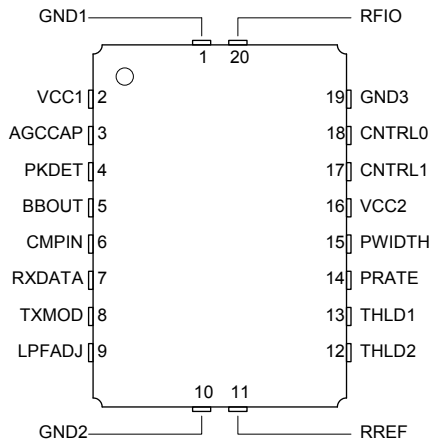 GND1 RFIO
1 20
VCC1 2 19 GND3
AGCCAP 3 18 CNTRL0
PKDET 4 17 CNTRL1
BBOUT 5 16 VCC2
CMPIN 6 15 PWIDTH
RXDATA 7 14 PRATE
TXMOD 8 13 THLD1
LPFADJ 9 12 THLD2
10 11
GND2 RREF